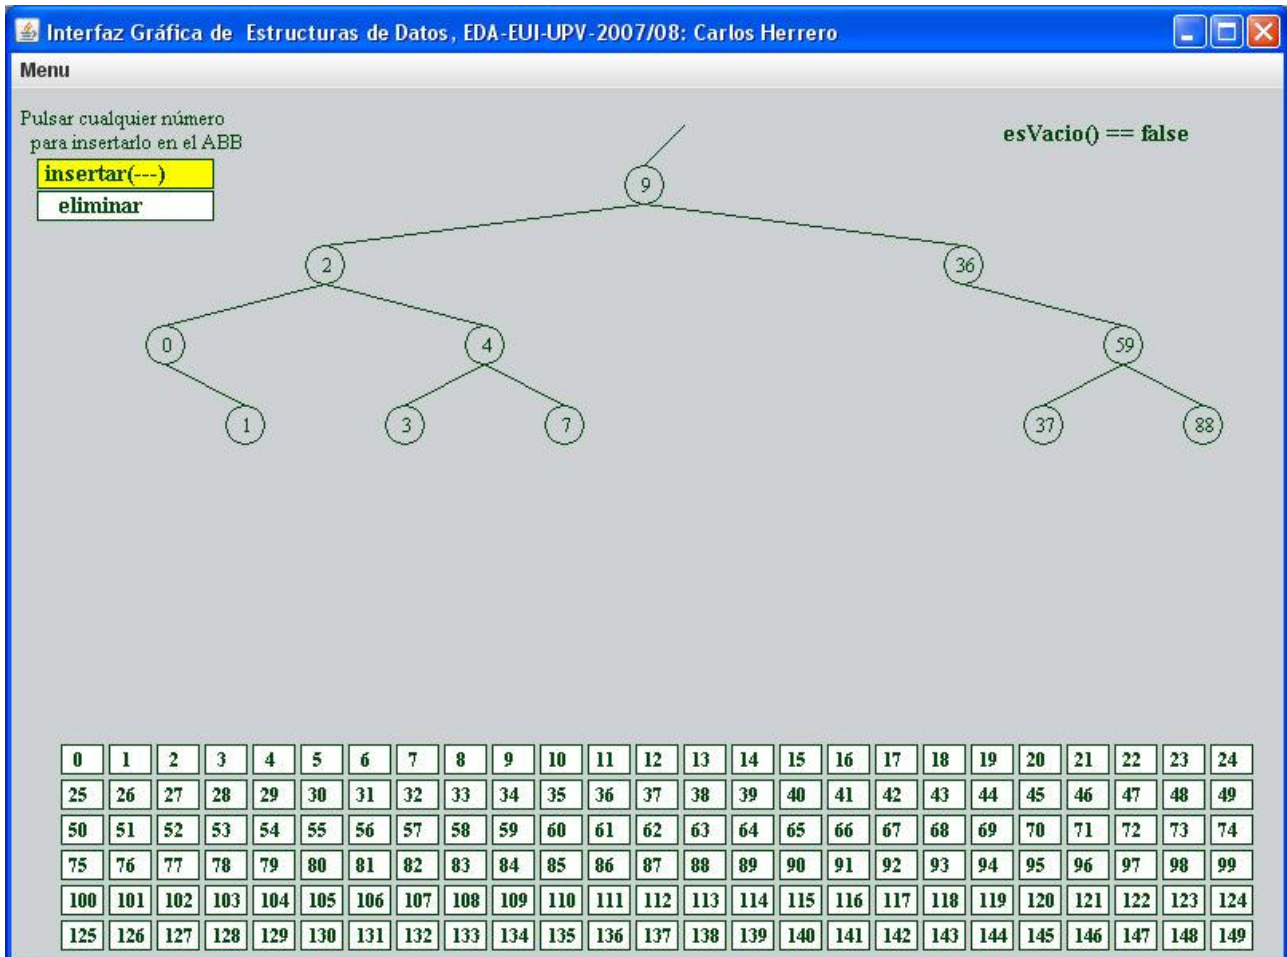 Interfaz Gráfica de Estructuras de Datos, EDA-EUI-UPV-2007/08: Carlos Herrero
Menu
Pulsar cualquier número
para insertarlo en el ABB
esVacio() == false
insertar(---)
eliminar
9
2 36
0 4 59
1 3 7 37 88
0 1 2 3 4 5 6 7 8 9 10 11 12 13 14 15 16 17 18 19 20 21 22 23 24
25 26 27 28 29 30 31 32 33 34 35 36 37 38 39 40 41 42 43 44 45 46 47 48 49
50 51 52 53 54 55 56 57 58 59 60 61 62 63 64 65 66 67 68 69 70 71 72 73 74
75 76 77 78 79 80 81 82 83 84 85 86 87 88 89 90 91 92 93 94 95 96 97 98 99
100 101 102 103 104 105 106 107 108 109 110 111 112 113 114 115 116 117 118 119 120 121 122 123 124
125 126 127 128 129 130 131 132 133 134 135 136 137 138 139 140 141 142 143 144 145 146 147 148 149